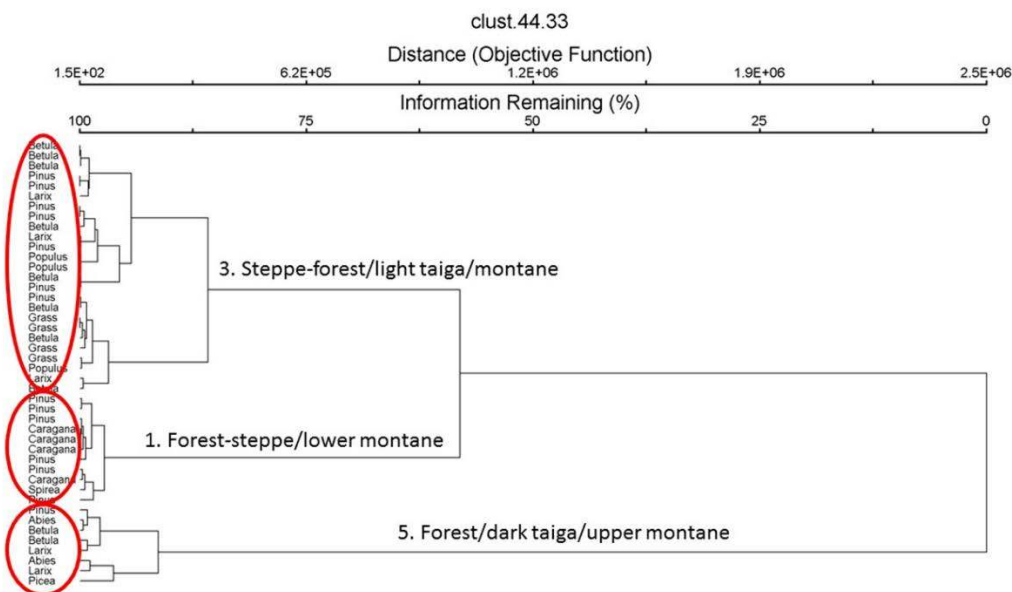 clust.44.33
Distance (Objective Function)
1.5E+02 6.2E+05 1.2E+06 1.9E+06 2.5E+06
Information Remaining (%)
100 75 50 25 0
Betula
Betula
Betula
Pinus
Pinus
Larix
Pinus
Pinus
Betula
Larix
Pinus
Populus
Populus
Betula
Pinus
Pinus
Betula
Grass
Grass
Betula
Grass
Grass
Populus
Larix
Betula
Pinus
Pinus
Pinus
Caragana
Caragana
Caragana
Pinus
Pinus
Caragana
Spirea
Pinus
Pinus
Abies
Betula
Betula
Larix
Abies
Larix
Picea
3. Steppe-forest/light taiga/montane
1. Forest-steppe/lower montane
5. Forest/dark taiga/upper montane